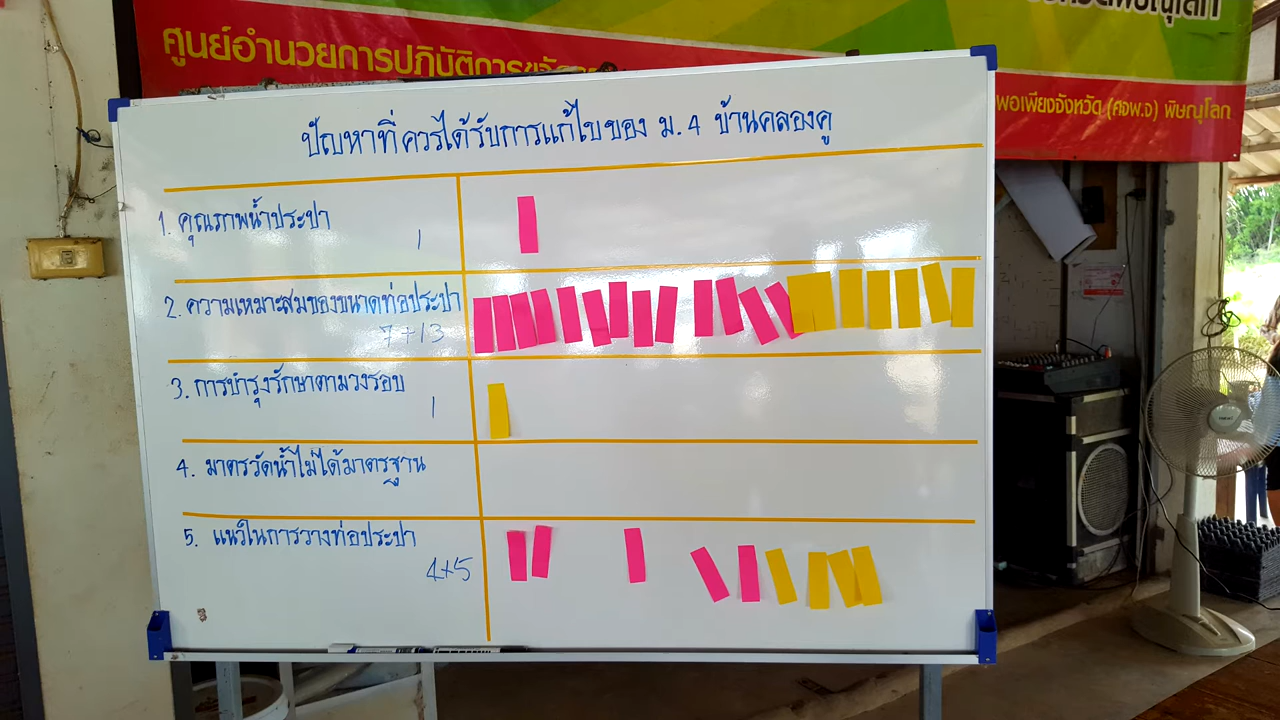 ศูนย์อำนวยการปฏิบัติการขจัด
พอเพียงจังหวัด (ศจพ.จ) พิษณุโลก
ปัญหาที่ควรได้รับการแก้ไขของ ม.4 บ้านคลองคู
1. คุณภาพน้ำประปา
1
2. ความเหมาะสมของขนาดท่อประปา
7+13
3. การบำรุงรักษาตามวงรอบ
1
4. มาตรวัดน้ำไม่ได้มาตรฐาน
5. แนวในการวางท่อประปา
4+5